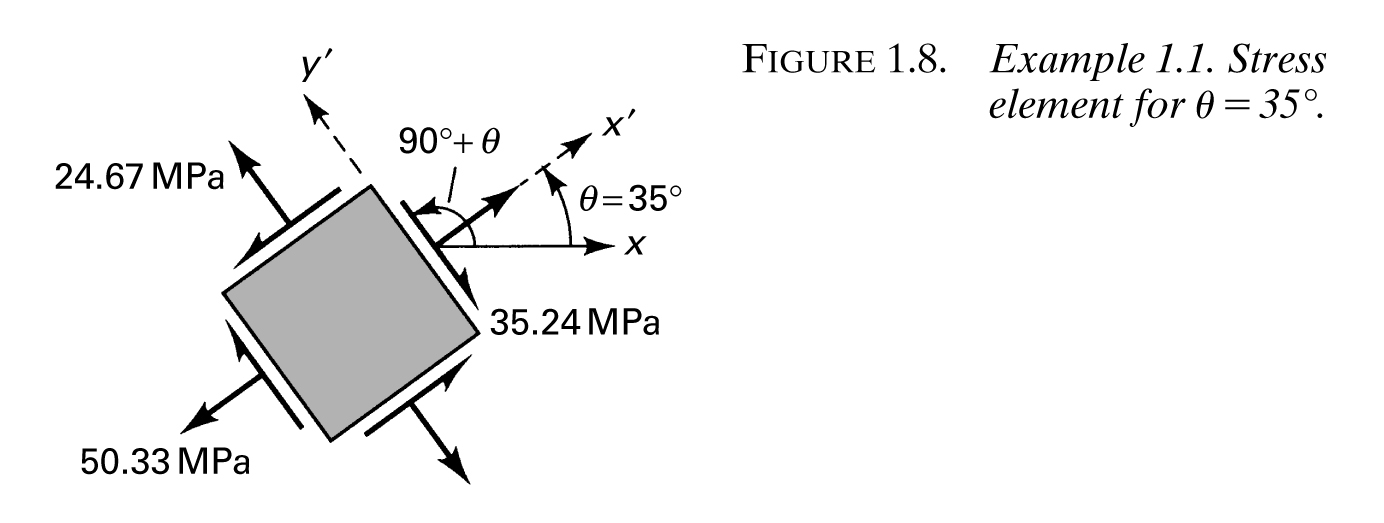 FIGURE 1.8. Example 1.1. Stress
element for θ = 35°.
y′
x′
90°+ θ
24.67 MPa
θ=35°
x
35.24 MPa
50.33 MPa